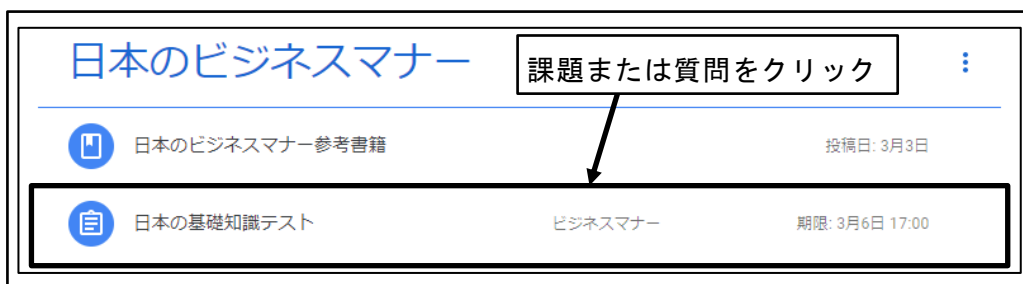 日本のビジネスマナー
課題または質問をクリック
日本のビジネスマナー参考書籍 投稿日: 3月3日
日本の基礎知識テスト ビジネスマナー 期限: 3月6日 17:00